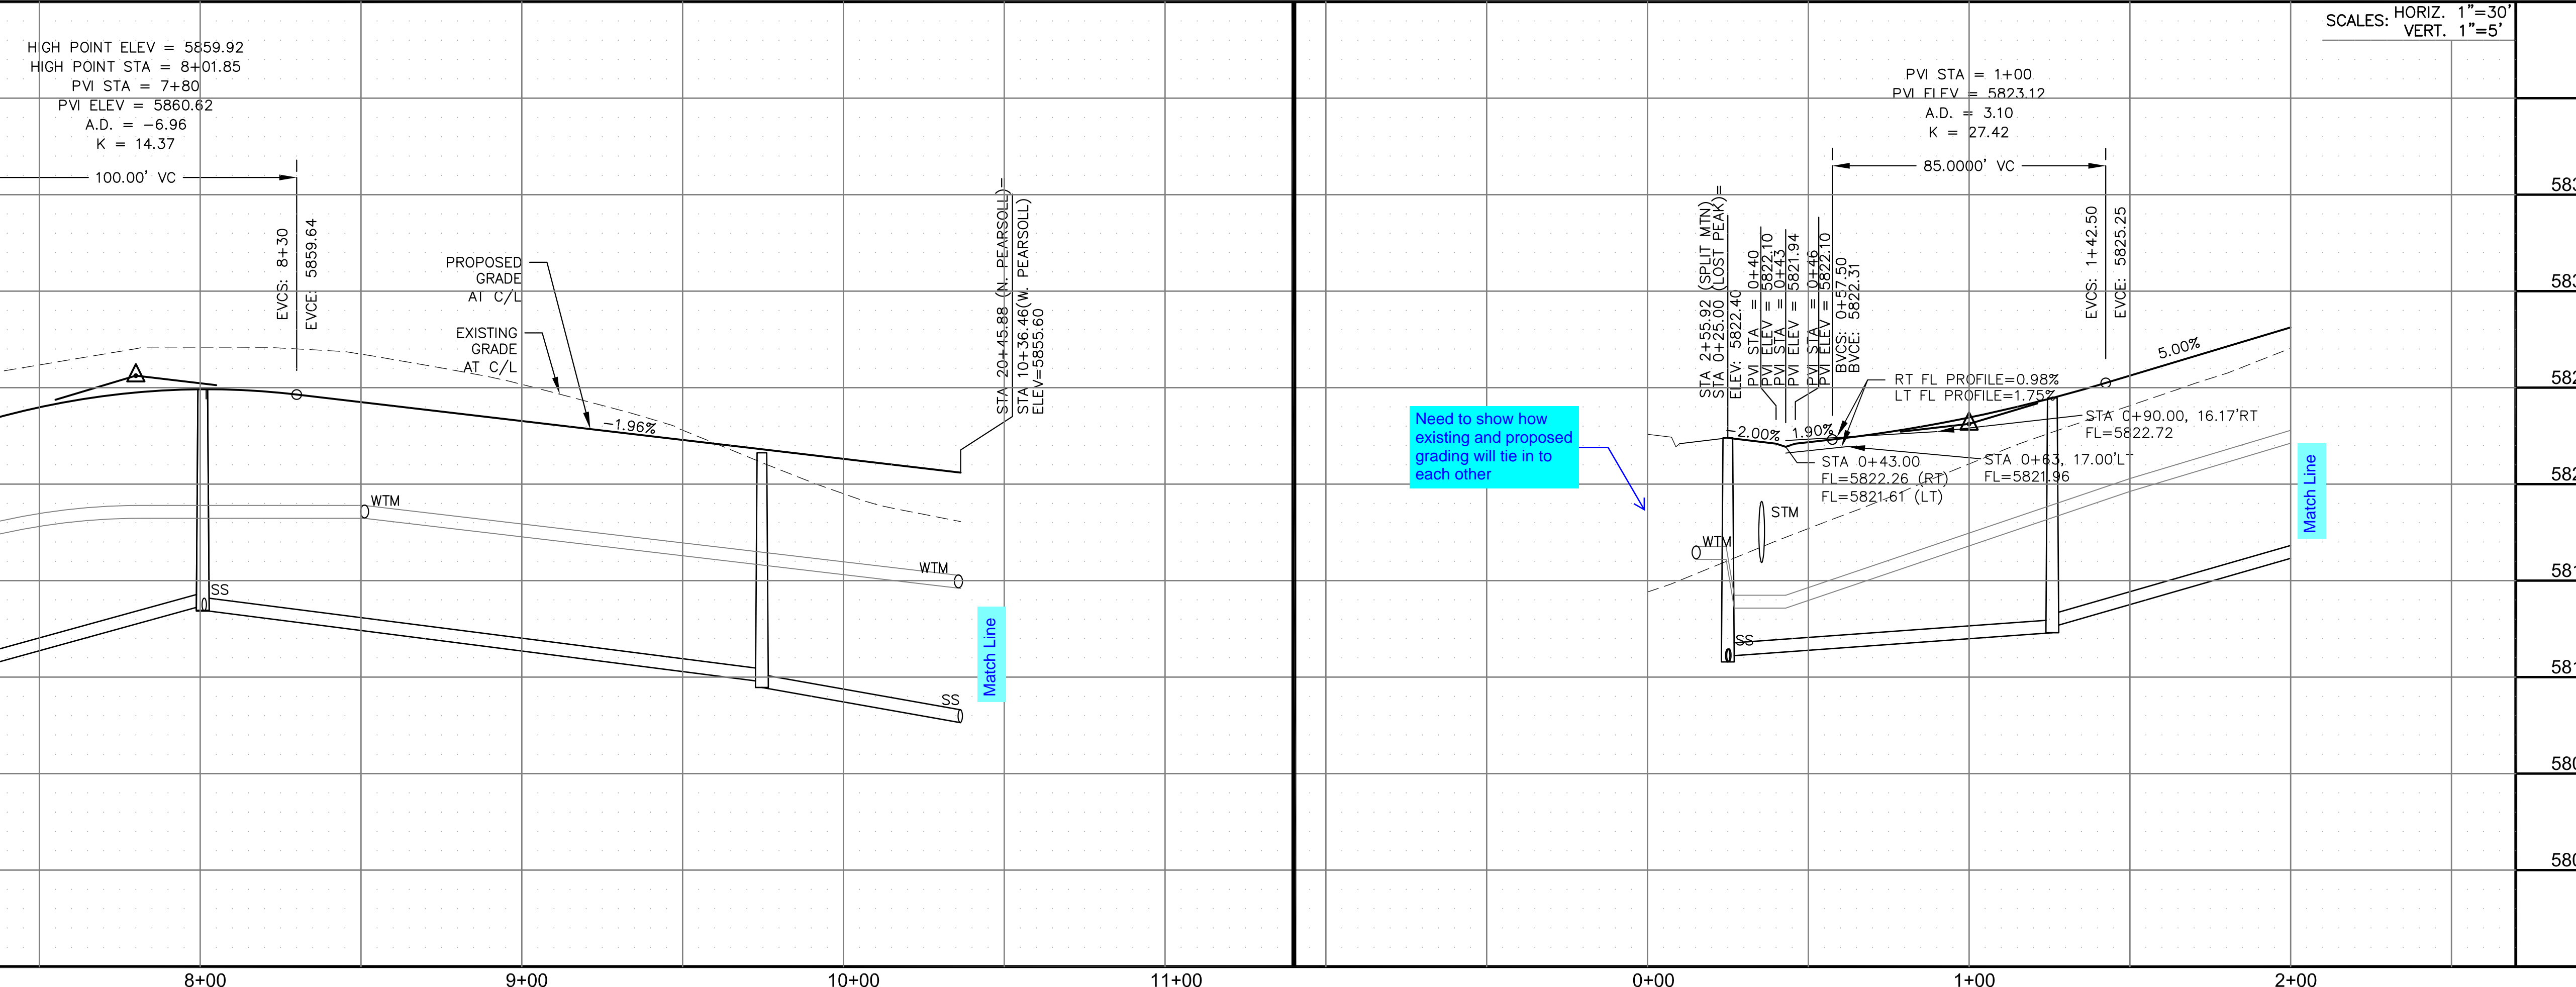 HIGH POINT ELEV = 5859.92
HIGH POINT STA = 8+01.85
PVI STA = 7+80
PVI ELEV = 5860.62
A.D. = -6.96
K = 14.37
100.00' VC
EVCS: 8+30
EVCE: 5859.64
PROPOSED
GRADE
AT C/L
EXISTING
GRADE
AT C/L
-1.96%
STA 20+45.88 (N. PEARSOLL)=
STA 10+36.46(W. PEARSOLL)
ELEV=5855.60
WTM
WTM
SS
SS
Match Line
SCALES: HORIZ. 1"=30'
VERT. 1"=5'
PVI STA = 1+00
PVI ELEV = 5823.12
A.D. = 3.10
K = 27.42
85.0000' VC
STA 2+55.92 (SPLIT MTN)
STA 0+25.00 (LOST PEAK)=
ELEV: 5822.40
PVI STA = 0+40
PVI ELEV = 5822.10
PVI STA = 0+43
PVI ELEV = 5821.94
PVI STA = 0+46
PVI ELEV = 5822.10
BVCS: 0+57.50
BVCE: 5822.31
EVCS: 1+42.50
EVCE: 5825.25
5.00%
RT FL PROFILE=0.98%
LT FL PROFILE=1.75%
STA 0+90.00, 16.17'RT
FL=5822.72
-2.00%
1.90%
STA 0+43.00
FL=5822.26 (RT)
FL=5821.61 (LT)
STA 0+63, 17.00'LT
FL=5821.96
Need to show how
existing and proposed
grading will tie in to
each other
STM
WTM
SS
Match Line
583
583
582
582
581
581
580
580
8+00
9+00
10+00
11+00
0+00
1+00
2+00